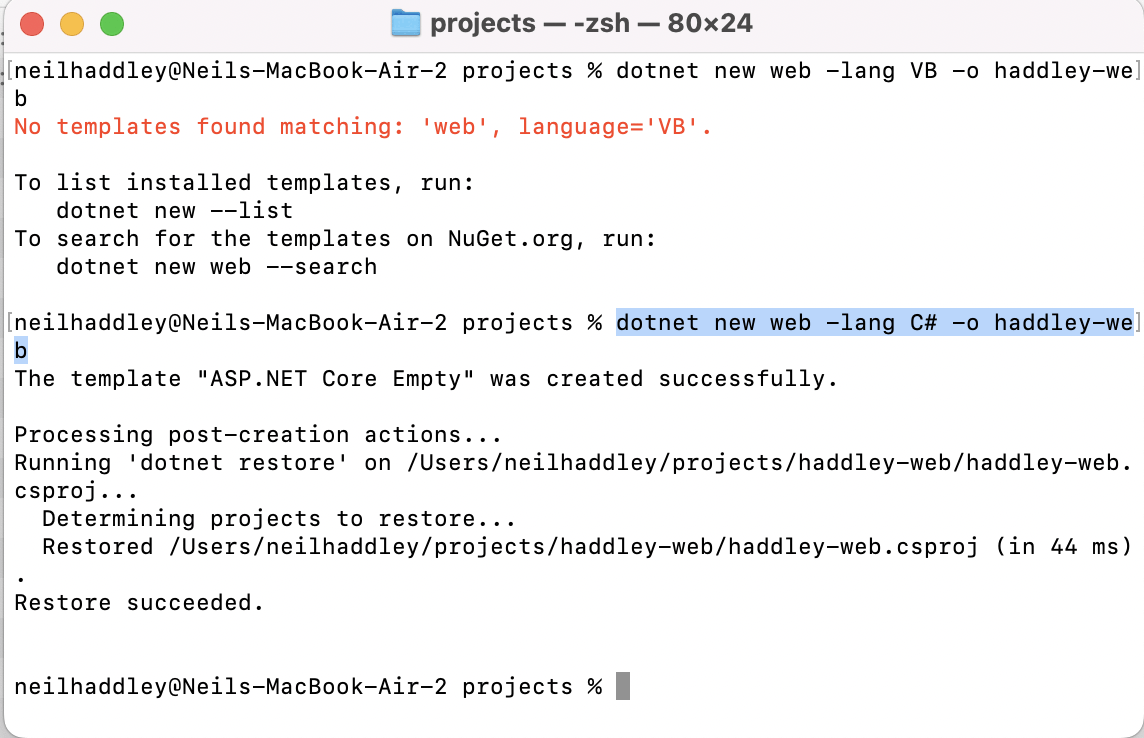 projects — -zsh — 80×24
[neilhaddley@Neils-MacBook-Air-2 projects % dotnet new web -lang VB -o haddley-we]
b
No templates found matching: 'web', language='VB'.
To list installed templates, run:
   dotnet new --list
To search for the templates on NuGet.org, run:
   dotnet new web --search
[neilhaddley@Neils-MacBook-Air-2 projects % dotnet new web -lang C# -o haddley-we]
b
The template "ASP.NET Core Empty" was created successfully.
Processing post-creation actions...
Running 'dotnet restore' on /Users/neilhaddley/projects/haddley-web/haddley-web.
csproj...
  Determining projects to restore...
  Restored /Users/neilhaddley/projects/haddley-web/haddley-web.csproj (in 44 ms)
.
Restore succeeded.
neilhaddley@Neils-MacBook-Air-2 projects %